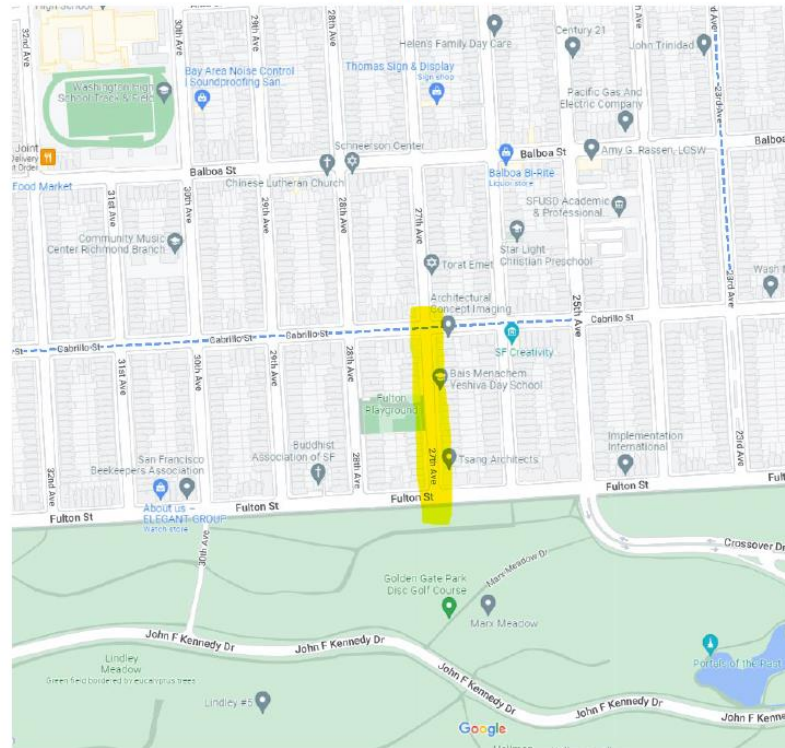 High School
32nd Ave
30th Ave
29th Ave
28th Ave
Helen's Family Day Care
Century 21
John Trinidad
Washington High
School Track & Field
Bay Area Noise Control
| Soundproofing San...
Thomas Sign & Display
Sign shop
Pacific Gas And
Electric Company
23rd Ave
Joint
Delivery
Order
Schneerson Center
Balboa St
Amy G. Rassen, LCSW
Balboa St
Chinese Lutheran Church
Balboa Bi-Rite
Liquor store
Food Market
31st Ave
30th Ave
29th Ave
28th Ave
27th Ave
SFUSD Academic
& Professional...
Community Music
Center Richmond Branch
Star Light
Christian Preschool
Torat Emet
25th Ave
23rd Ave
Wash
Architectural
Concept Imaging
Cabrillo St
Cabrillo St
Cabrillo St
SF Creativity
31st Ave
30th Ave
29th Ave
28th Ave
Bais Menachem
Yeshiva Day School
Fulton
Playground
Buddhist
Association of SF
Implementation
International
San Francisco
Beekeepers Association
32nd Ave
28th Ave
27th Ave
Tsang Architects
23rd Ave
Fulton St
Fulton St
Fulton St
About us –
ELEGANT GROUP
Watch store
30th Ave
Crossover Dr
Marx Meadow Dr
Golden Gate Park
Disc Golf Course
Marx Meadow
John F Kennedy Dr
John F Kennedy Dr
John F Kennedy Dr
Portals of the Past
Lindley
Meadow
Green field bordered by eucalyptus trees
Lindley #5
John F Kennedy Dr
Google